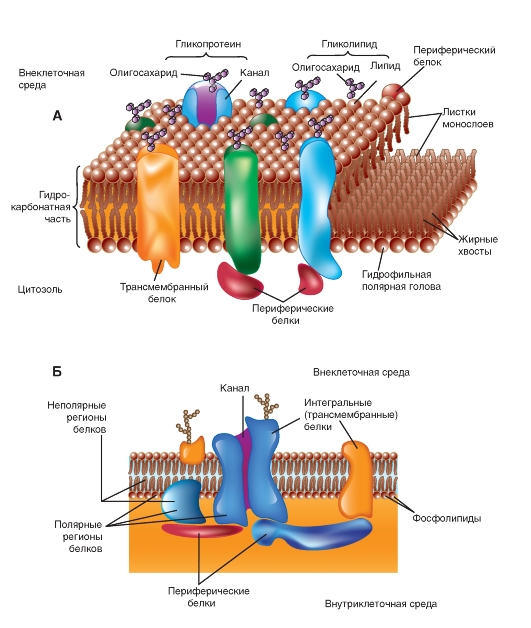 Гликопротеин
Гликолипид
Периферический
белок
Внеклеточная
среда
Олигосахарид
Канал
Олигосахарид
Липид
А
Листки
монослоев
Гидро-
карбонатная
часть
Жирные
хвосты
Цитозоль
Трансмембранный
белок
Гидрофильная
полярная голова
Периферические
белки
Б
Внеклеточная среда
Канал
Неполярные
регионы
белков
Интегральные
(трансмембранные)
белки
Полярные
регионы
белков
Фосфолипиды
Периферические
белки
Внутриклеточная среда